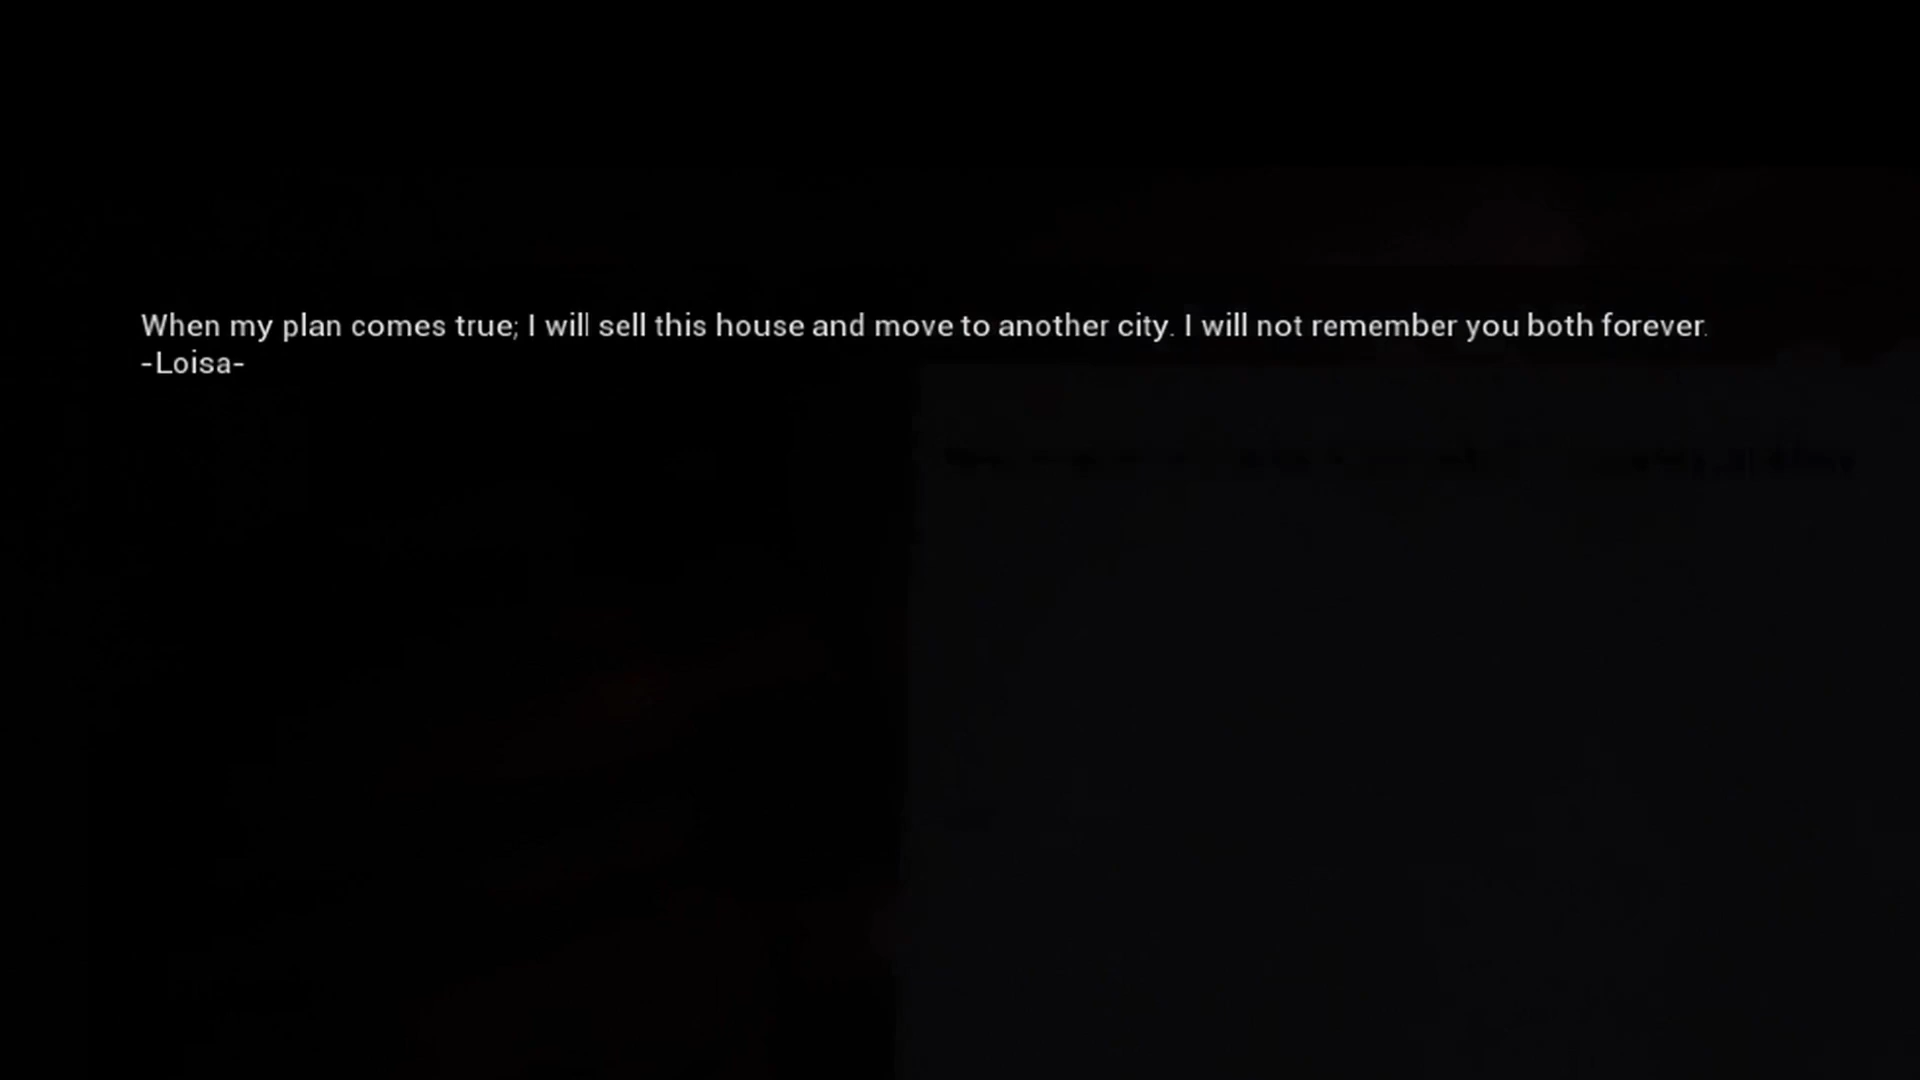 When my plan comes true; I will sell this house and move to another city. I will not remember you both forever.
-Loisa-